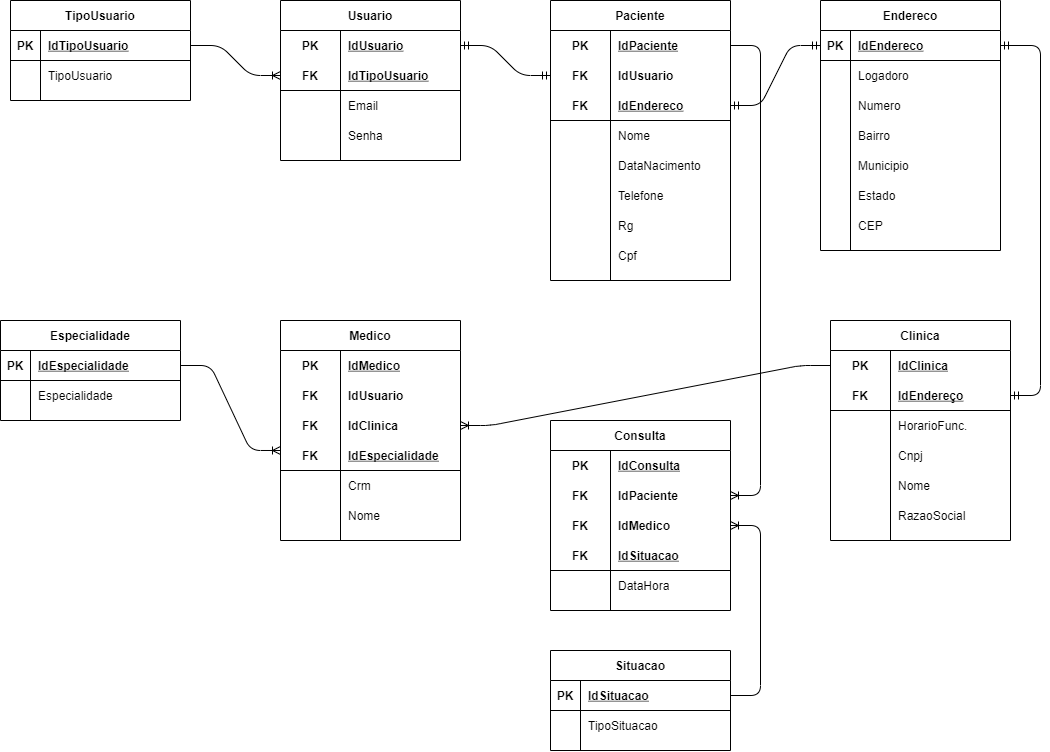 TipoUsuario
PK IdTipoUsuario
TipoUsuario
Usuario
PK IdUsuario
FK IdTipoUsuario
Email
Senha
Paciente
PK IdPaciente
FK IdUsuario
FK IdEndereco
Nome
DataNacimento
Telefone
Rg
Cpf
Endereco
PK IdEndereco
Logadoro
Numero
Bairro
Municipio
Estado
CEP
Especialidade
PK IdEspecialidade
Especialidade
Medico
PK IdMedico
FK IdUsuario
FK IdClinica
FK IdEspecialidade
Crm
Nome
Consulta
PK IdConsulta
FK IdPaciente
FK IdMedico
FK IdSituacao
DataHora
Clinica
PK IdClinica
FK IdEndereço
HorarioFunc.
Cnpj
Nome
RazaoSocial
Situacao
PK IdSituacao
TipoSituacao